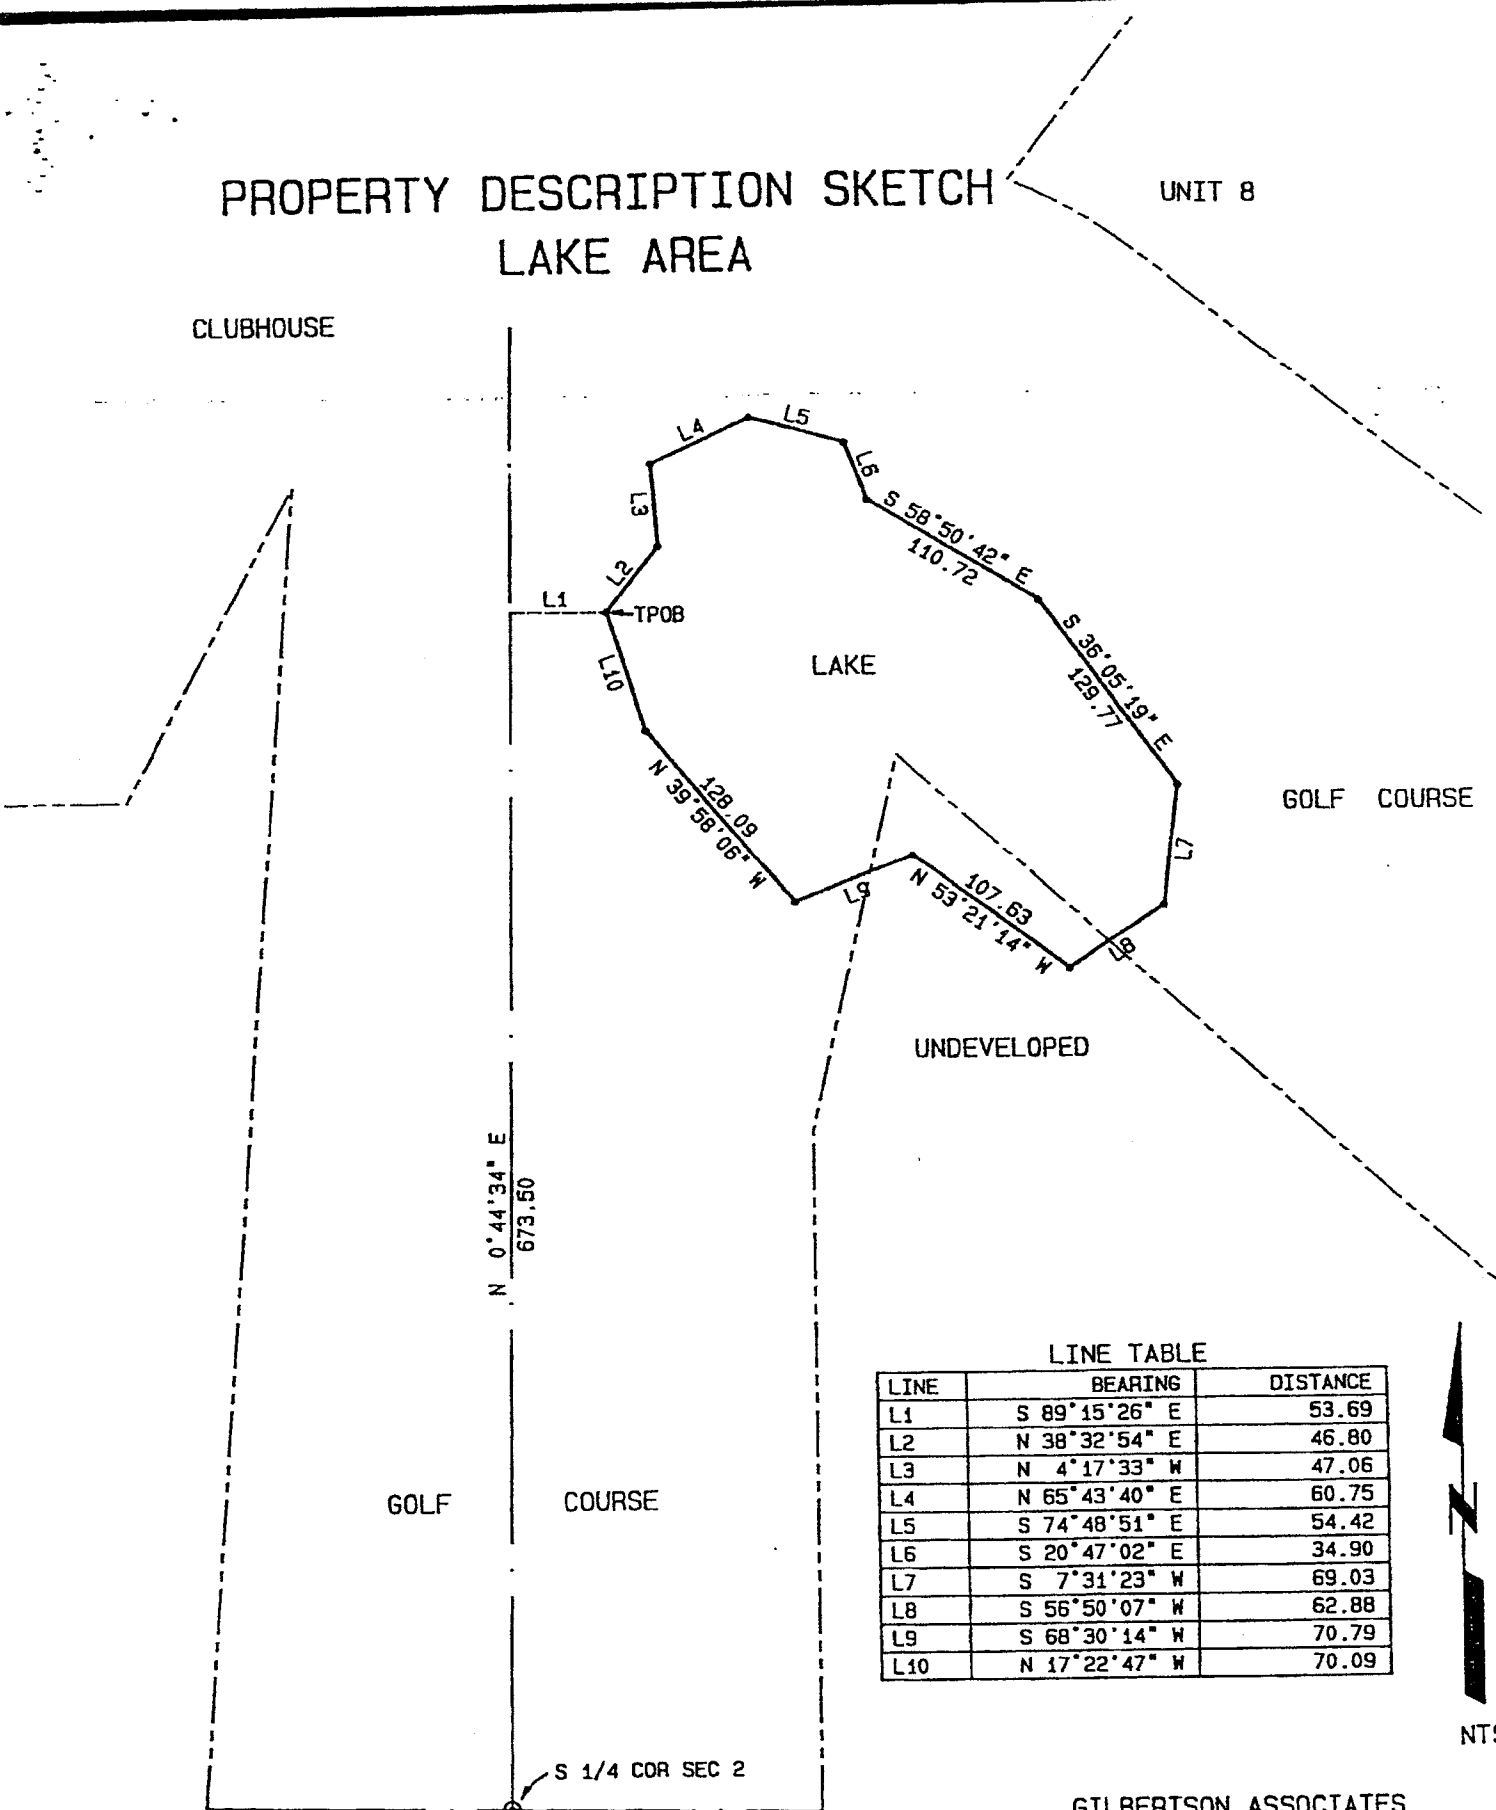 PROPERTY DESCRIPTION SKETCH
LAKE AREA
UNIT 8
CLUBHOUSE
L4
L5
L6
L3
S 58°50'42" E
110.72
L2
L1
TPOB
S 36°05'19" E
129.77
LAKE
L10
128.09
N 39°58'06" W
GOLF COURSE
L7
L9
107.63
N 53°21'14" W
L8
UNDEVELOPED
N 0°44'34" E
673.50
GOLF COURSE
LINE TABLE
LINE BEARING DISTANCE
L1 S 89°15'26" E 53.69
L2 N 38°32'54" E 46.80
L3 N 4°17'33" W 47.06
L4 N 65°43'40" E 60.75
L5 S 74°48'51" E 54.42
L6 S 20°47'02" E 34.90
L7 S 7°31'23" W 69.03
L8 S 56°50'07" W 62.88
L9 S 68°30'14" W 70.79
L10 N 17°22'47" W 70.09
N
NTS
S 1/4 COR SEC 2
GILBERTSON ASSOCIATES